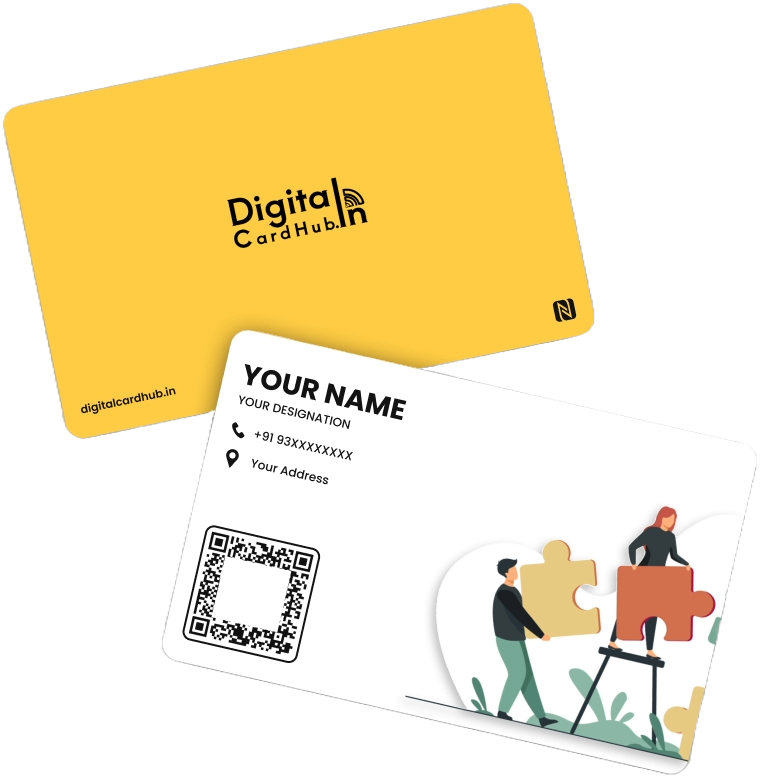 Digital In
CardHub.
digitalcardhub.in
YOUR NAME
YOUR DESIGNATION
+91 93XXXXXXXX
Your Address